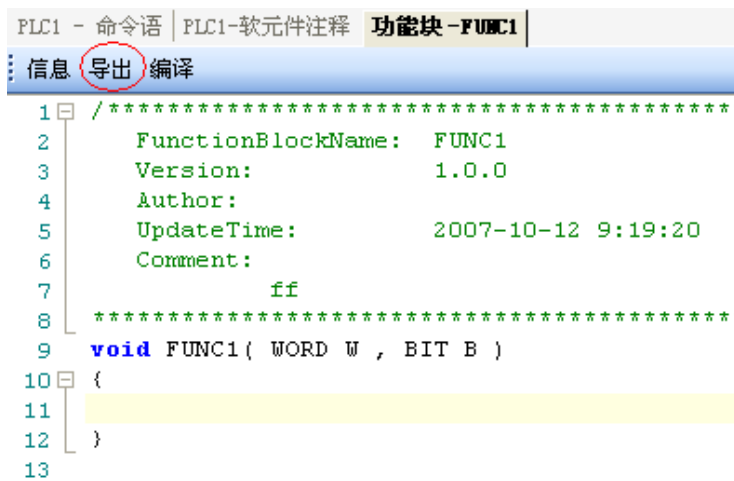 PLC1 - 命令语 PLC1-软元件注释 功能块-FUNC1
信息 导出 编译
1 /******************************************
2 FunctionBlockName: FUNC1
3 Version: 1.0.0
4 Author:
5 UpdateTime: 2007-10-12 9:19:20
6 Comment:
7 ff
8 *******************************************
9 void FUNC1( WORD W , BIT B )
10 {
11
12 }
13